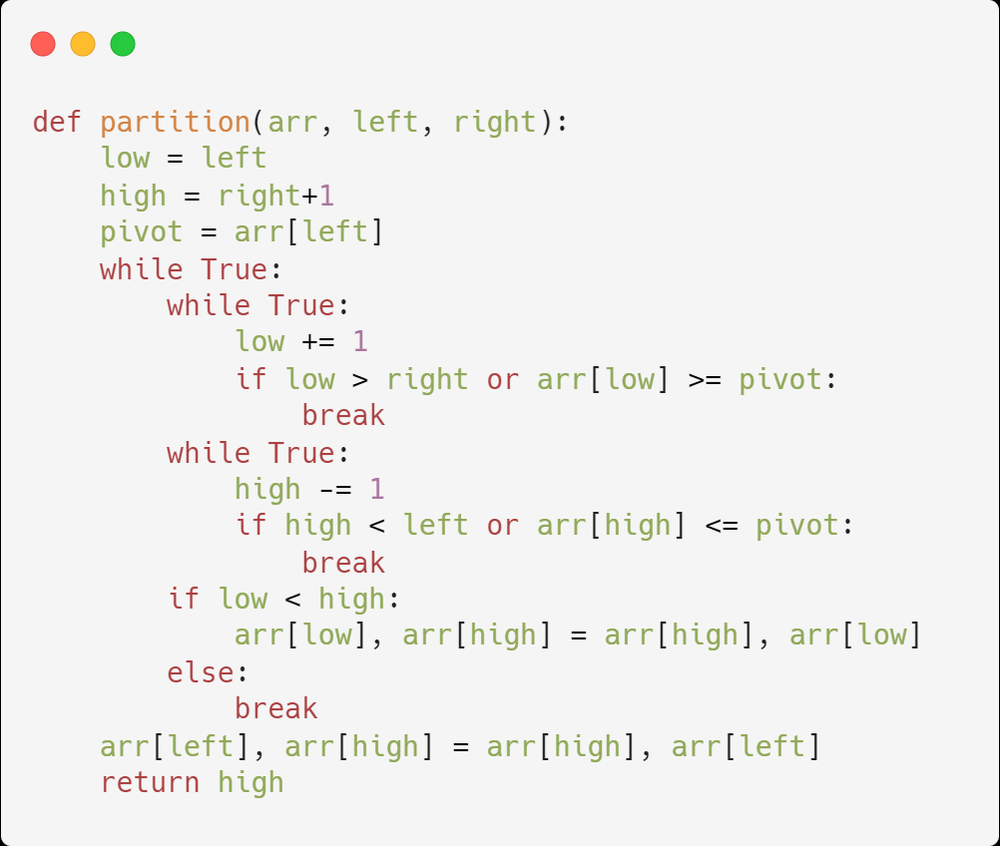 def partition(arr, left, right):
    low = left
    high = right+1
    pivot = arr[left]
    while True:
        while True:
            low += 1
            if low > right or arr[low] >= pivot:
                break
        while True:
            high -= 1
            if high < left or arr[high] <= pivot:
                break
        if low < high:
            arr[low], arr[high] = arr[high], arr[low]
        else:
            break
    arr[left], arr[high] = arr[high], arr[left]
    return high